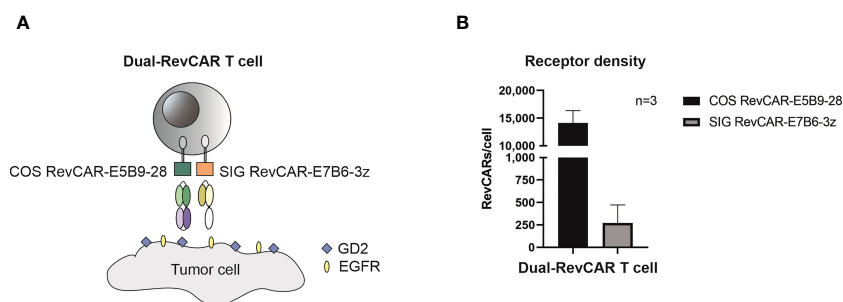 A
Dual-RevCAR T cell
COS RevCAR-E5B9-28
SIG RevCAR-E7B6-3z
GD2
EGFR
Tumor cell
B
Receptor density
RevCARs/cell
20,000
15,000
10,000
1,000
750
500
250
0
n=3
COS RevCAR-E5B9-28
SIG RevCAR-E7B6-3z
Dual-RevCAR T cell